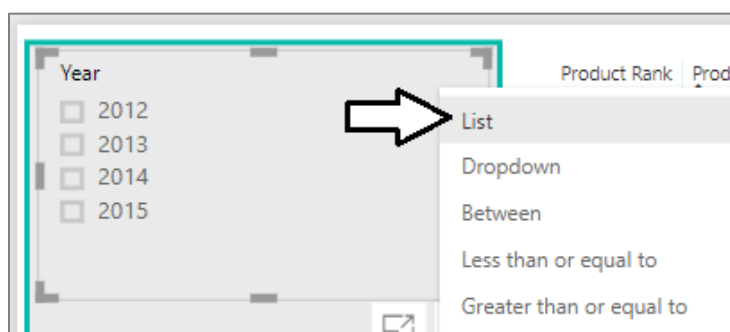 Year
2012
2013
2014
2015
Product Rank
List
Dropdown
Between
Less than or equal to
Greater than or equal to